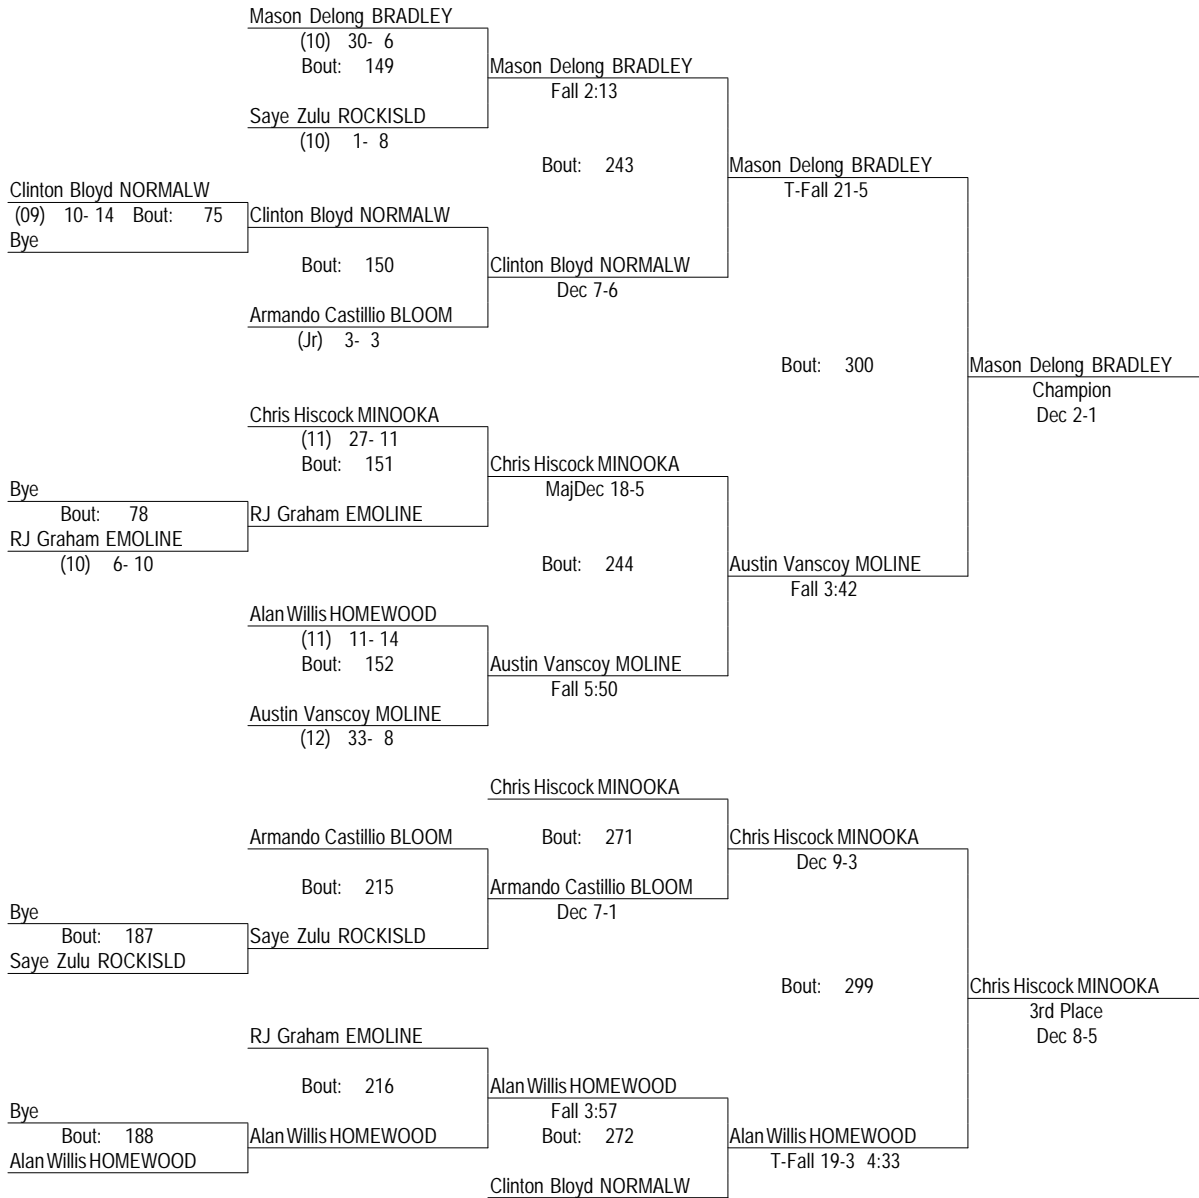 Mason Delong BRADLEY
(10) 30- 6
Bout: 149
Mason Delong BRADLEY
Fall 2:13
Saye Zulu ROCKISLD
(10) 1- 8
Bout: 243
Mason Delong BRADLEY
T-Fall 21-5
Clinton Bloyd NORMALW
(09) 10- 14 Bout: 75
Bye
Clinton Bloyd NORMALW
Bout: 150
Clinton Bloyd NORMALW
Dec 7-6
Armando Castillio BLOOM
(Jr) 3- 3
Bout: 300
Mason Delong BRADLEY
Champion
Dec 2-1
Chris Hiscock MINOOKA
(11) 27- 11
Bout: 151
Chris Hiscock MINOOKA
MajDec 18-5
Bye
Bout: 78
RJ Graham EMOLINE
(10) 6- 10
RJ Graham EMOLINE
Bout: 244
Austin Vanscoy MOLINE
Fall 3:42
Alan Willis HOMEWOOD
(11) 11- 14
Bout: 152
Austin Vanscoy MOLINE
Fall 5:50
Austin Vanscoy MOLINE
(12) 33- 8
Chris Hiscock MINOOKA
Bout: 271
Chris Hiscock MINOOKA
Dec 9-3
Armando Castillio BLOOM
Bout: 215
Armando Castillio BLOOM
Dec 7-1
Bye
Bout: 187
Saye Zulu ROCKISLD
Saye Zulu ROCKISLD
Bout: 299
Chris Hiscock MINOOKA
3rd Place
Dec 8-5
RJ Graham EMOLINE
Bout: 216
Alan Willis HOMEWOOD
Fall 3:57
Bye
Bout: 188
Alan Willis HOMEWOOD
Alan Willis HOMEWOOD
Bout: 272
Alan Willis HOMEWOOD
T-Fall 19-3 4:33
Clinton Bloyd NORMALW